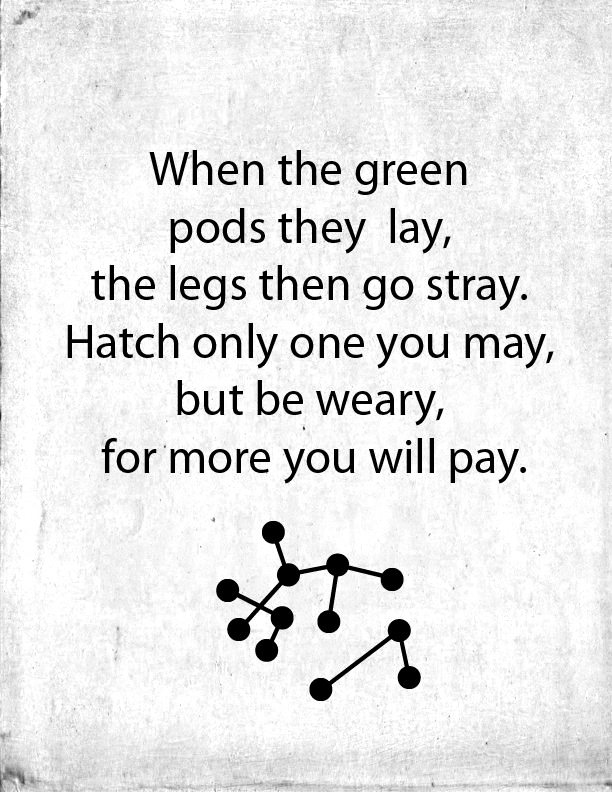 When the green
pods they  lay,
the legs then go stray.
Hatch only one you may,
but be weary,
for more you will pay.